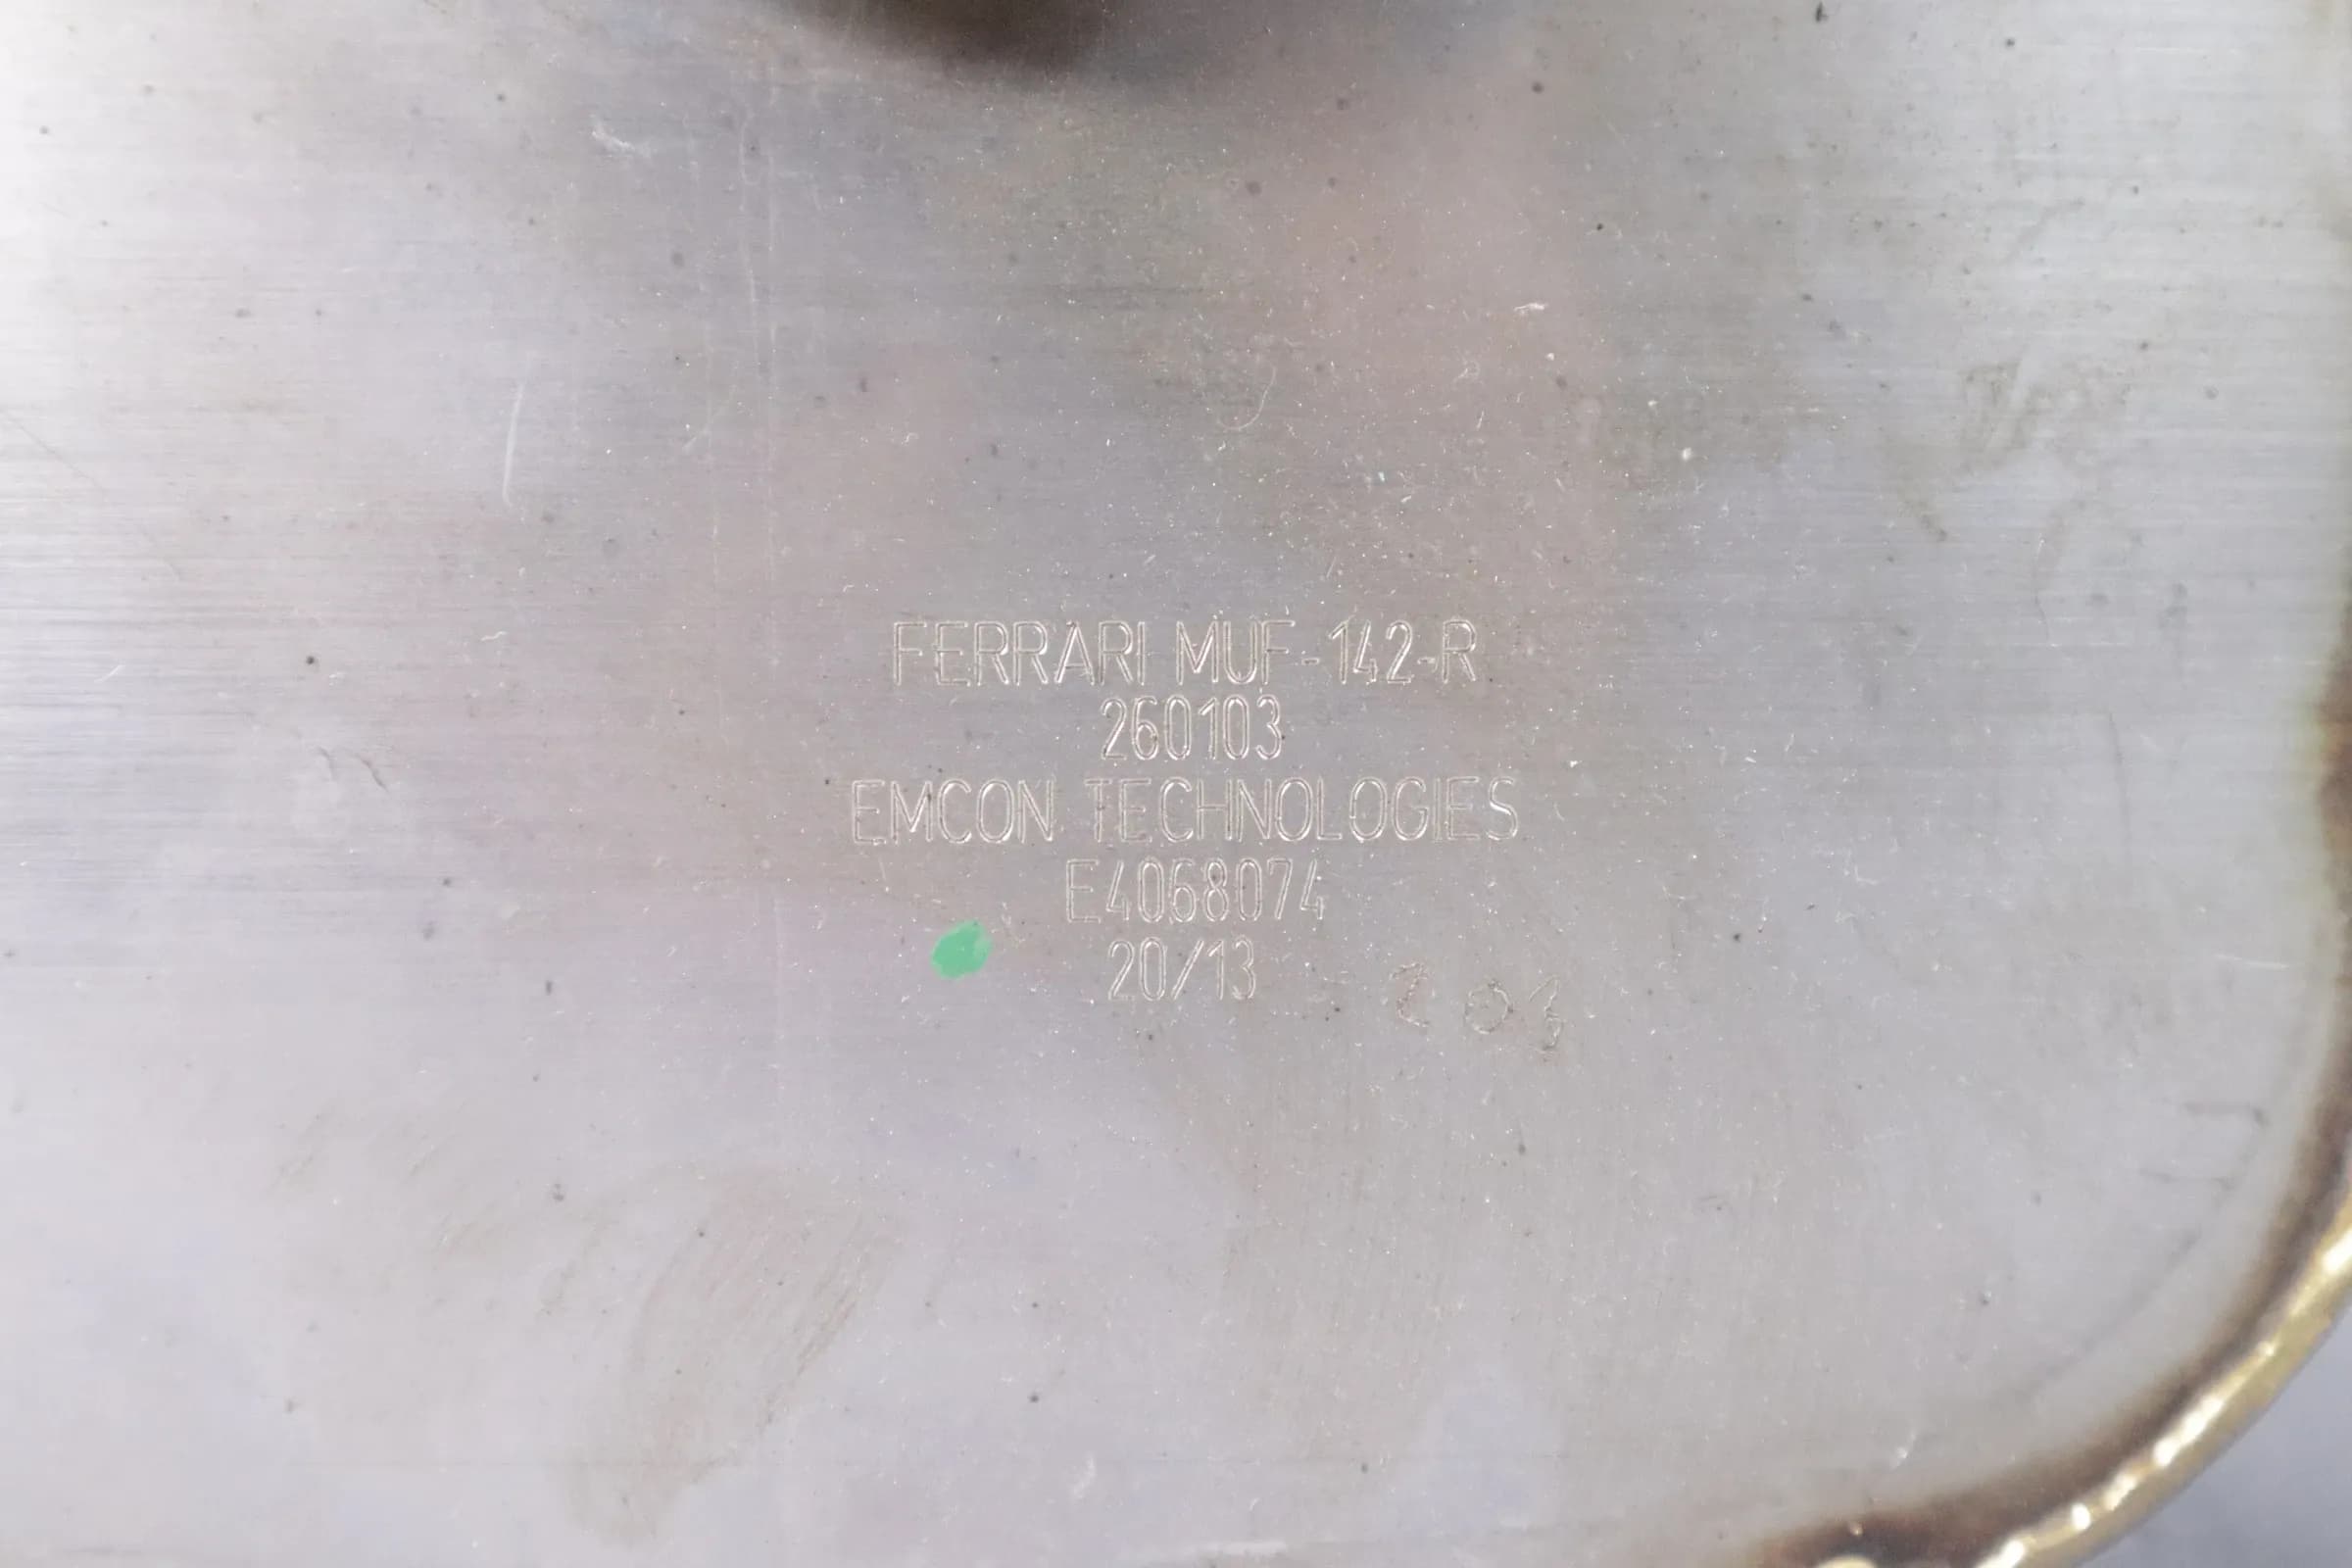 FERRARI MUF-142-R
260103
EMCON TECHNOLOGIES
E4068074
20/13